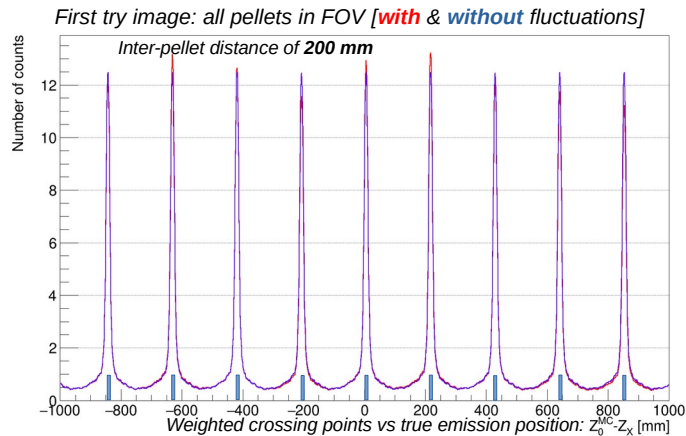 First try image: all pellets in FOV [with & without fluctuations]
Inter-pellet distance of 200 mm
Number of counts
12
10
8
6
4
2
0
−1000 −800 −600 −400 −200 0 200 400 600 800 1000
Weighted crossing points vs true emission position: Z₀ᴹᶜ-Zₓ [mm]